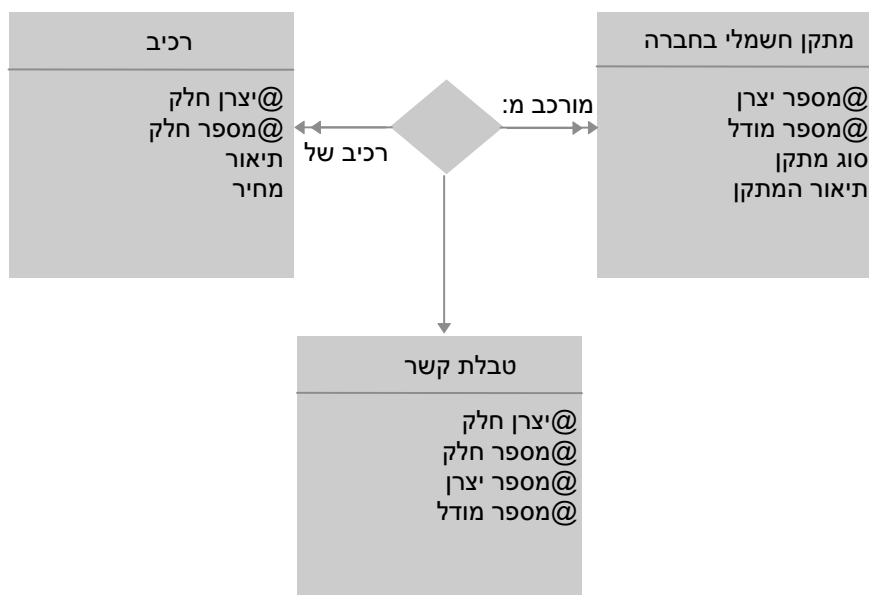 מתקן חשמלי בחברה
@מספר יצרן
@מספר מודל
סוג מתקן
תיאור המתקן
מורכב מ:
רכיב של
רכיב
@יצרן חלק
@מספר חלק
תיאור
מחיר
טבלת קשר
@יצרן חלק
@מספר חלק
@מספר יצרן
@מספר מודל